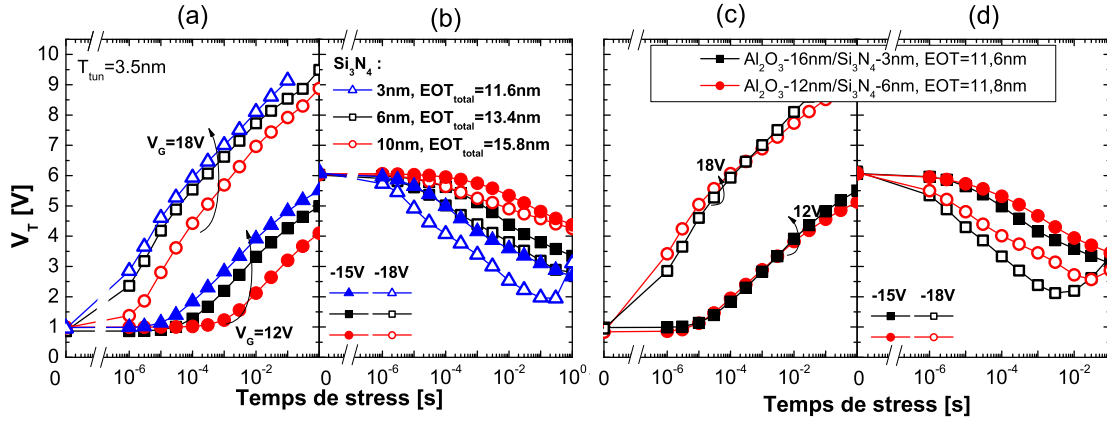 (a) (b) (c) (d)
V_T [V]
10
9
8
7
6
5
4
3
2
1
0
T_tun=3.5nm
V_G=18V
V_G=12V
Si₃N₄ :
3nm, EOT_total=11.6nm
6nm, EOT_total=13.4nm
10nm, EOT_total=15.8nm
-15V -18V
0 10⁻⁶ 10⁻⁴ 10⁻² 0 10⁻⁶ 10⁻⁴ 10⁻² 10⁰
Temps de stress [s]
Al₂O₃-16nm/Si₃N₄-3nm, EOT=11,6nm
Al₂O₃-12nm/Si₃N₄-6nm, EOT=11,8nm
18V
12V
-15V -18V
0 10⁻⁶ 10⁻⁴ 10⁻² 0 10⁻⁶ 10⁻⁴ 10⁻²
Temps de stress [s]